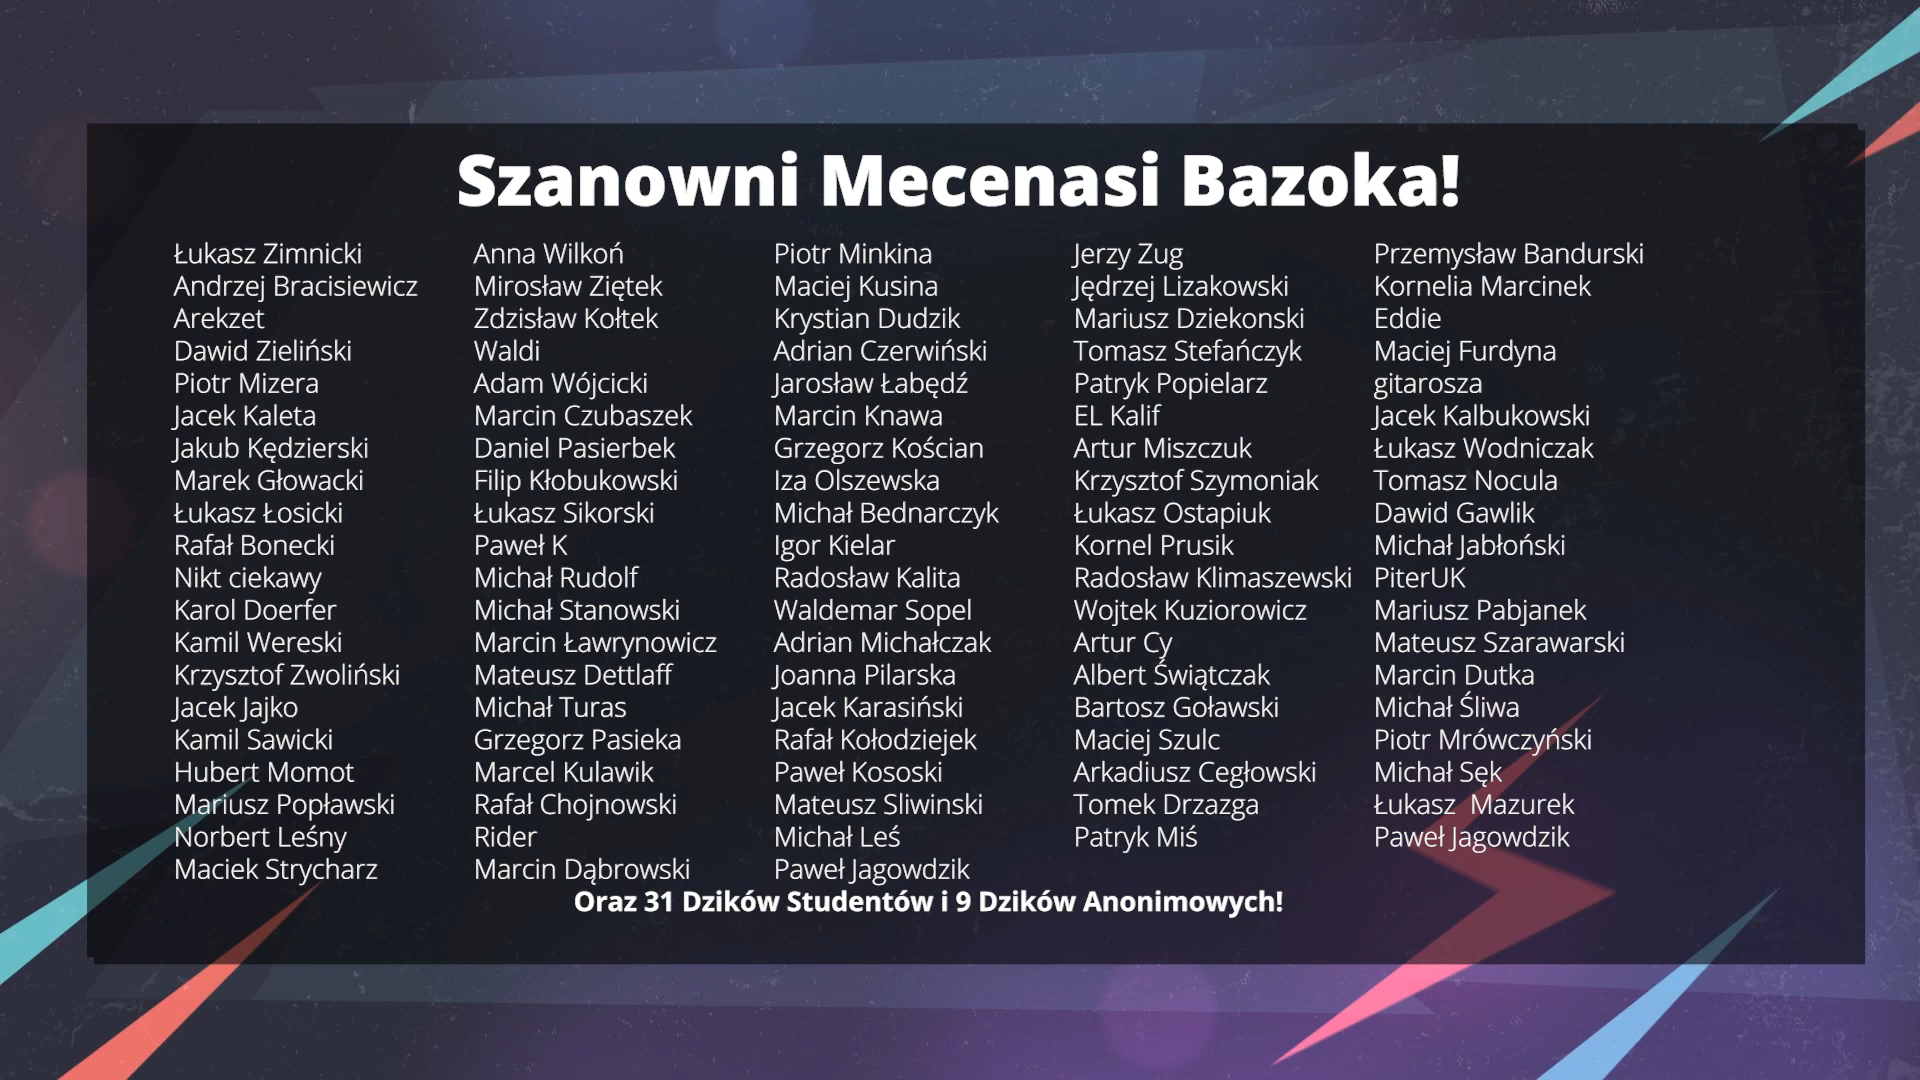 Szanowni Mecenasi Bazoka!
Łukasz Zimnicki
Andrzej Bracisiewicz
Arekzet
Dawid Zieliński
Piotr Mizera
Jacek Kaleta
Jakub Kędzierski
Marek Głowacki
Łukasz Łosicki
Rafał Bonecki
Nikt ciekawy
Karol Doerfer
Kamil Wereski
Krzysztof Zwoliński
Jacek Jajko
Kamil Sawicki
Hubert Momot
Mariusz Popławski
Norbert Leśny
Maciek Strycharz
Anna Wilkoń
Mirosław Ziętek
Zdzisław Kołtek
Waldi
Adam Wójcicki
Marcin Czubaszek
Daniel Pasierbek
Filip Kłobukowski
Łukasz Sikorski
Paweł K
Michał Rudolf
Michał Stanowski
Marcin Ławrynowicz
Mateusz Dettlaff
Michał Turas
Grzegorz Pasieka
Marcel Kulawik
Rafał Chojnowski
Rider
Marcin Dąbrowski
Piotr Minkina
Maciej Kusina
Krystian Dudzik
Adrian Czerwiński
Jarosław Łabędź
Marcin Knawa
Grzegorz Kościan
Iza Olszewska
Michał Bednarczyk
Igor Kielar
Radosław Kalita
Waldemar Sopel
Adrian Michałczak
Joanna Pilarska
Jacek Karasiński
Rafał Kołodziejek
Paweł Kososki
Mateusz Sliwinski
Michał Leś
Paweł Jagowdzik
Jerzy Zug
Jędrzej Lizakowski
Mariusz Dziekonski
Tomasz Stefańczyk
Patryk Popielarz
EL Kalif
Artur Miszczuk
Krzysztof Szymoniak
Łukasz Ostapiuk
Kornel Prusik
Radosław Klimaszewski
Wojtek Kuziorowicz
Artur Cy
Albert Świątczak
Bartosz Goławski
Maciej Szulc
Arkadiusz Cegłowski
Tomek Drzazga
Patryk Miś
Przemysław Bandurski
Kornelia Marcinek
Eddie
Maciej Furdyna
gitarosza
Jacek Kalbukowski
Łukasz Wodniczak
Tomasz Nocula
Dawid Gawlik
Michał Jabłoński
PiterUK
Mariusz Pabjanek
Mateusz Szarawarski
Marcin Dutka
Michał Śliwa
Piotr Mrówczyński
Michał Sęk
Łukasz  Mazurek
Paweł Jagowdzik
Oraz 31 Dzików Studentów i 9 Dzików Anonimowych!